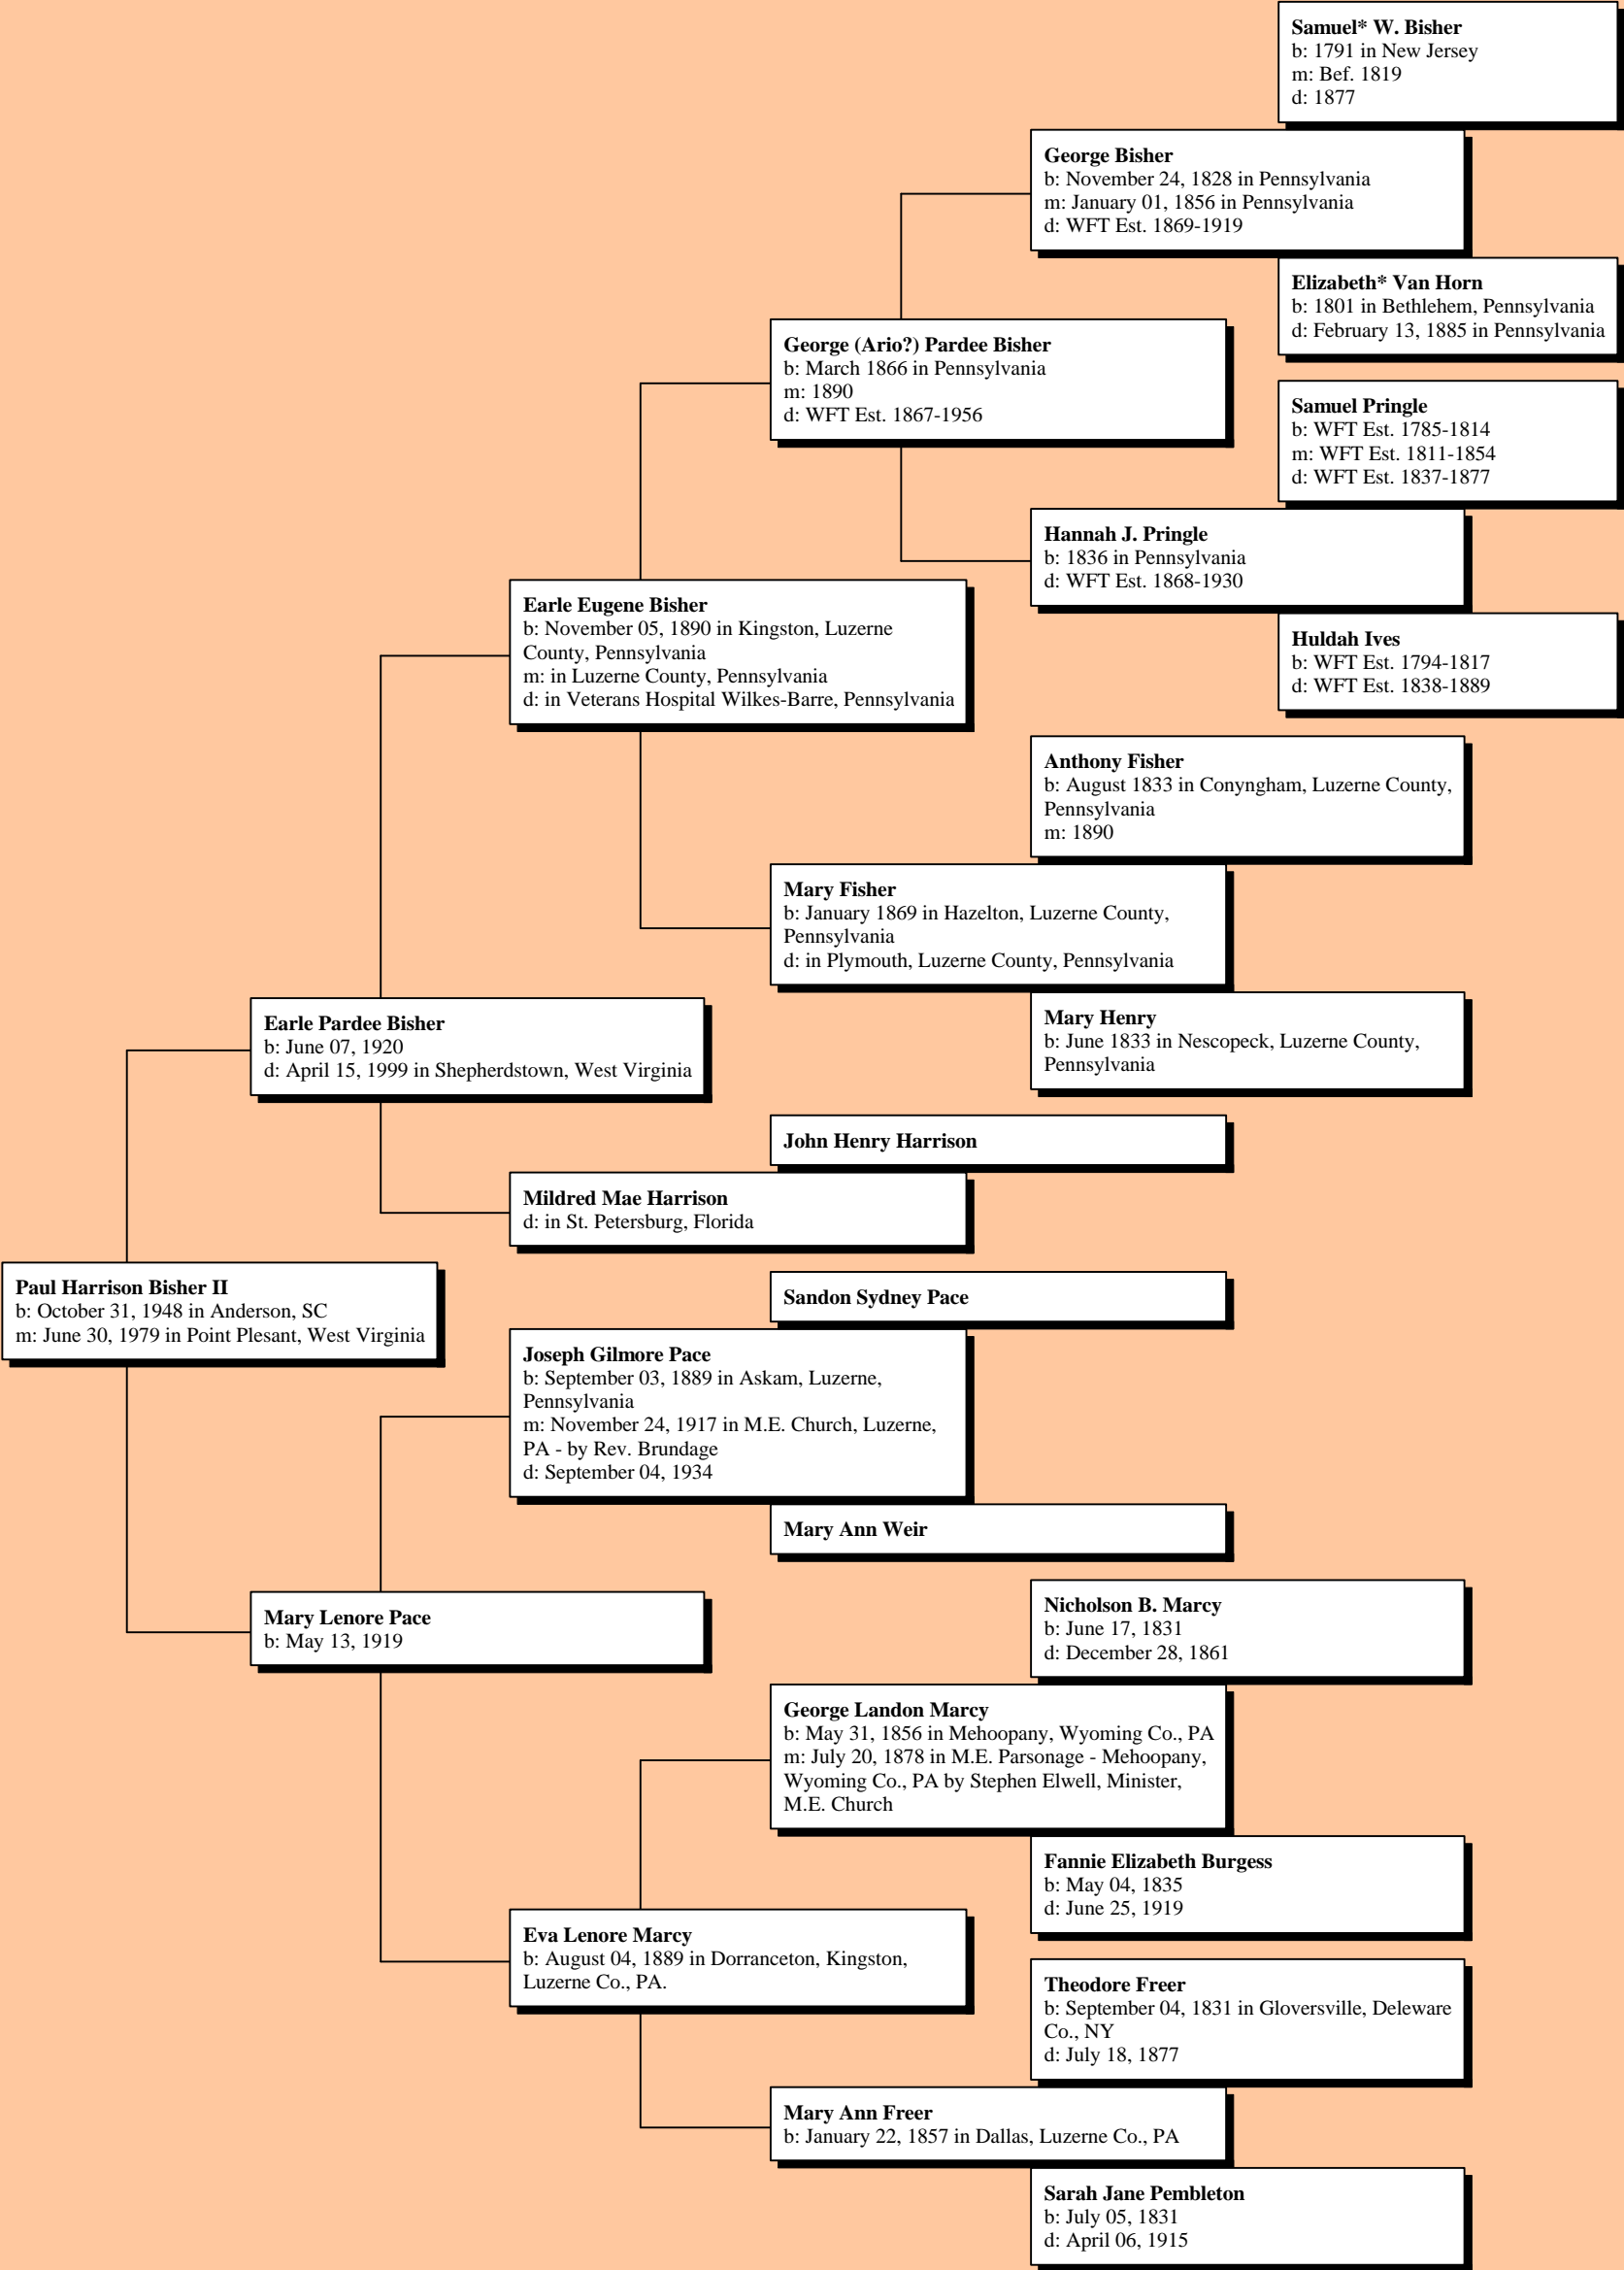 Samuel* W. Bisher
b: 1791 in New Jersey
m: Bef. 1819
d: 1877
George Bisher
b: November 24, 1828 in Pennsylvania
m: January 01, 1856 in Pennsylvania
d: WFT Est. 1869-1919
Elizabeth* Van Horn
b: 1801 in Bethlehem, Pennsylvania
d: February 13, 1885 in Pennsylvania
George (Ario?) Pardee Bisher
b: March 1866 in Pennsylvania
m: 1890
d: WFT Est. 1867-1956
Samuel Pringle
b: WFT Est. 1785-1814
m: WFT Est. 1811-1854
d: WFT Est. 1837-1877
Hannah J. Pringle
b: 1836 in Pennsylvania
d: WFT Est. 1868-1930
Earle Eugene Bisher
b: November 05, 1890 in Kingston, Luzerne
County, Pennsylvania
m: in Luzerne County, Pennsylvania
d: in Veterans Hospital Wilkes-Barre, Pennsylvania
Huldah Ives
b: WFT Est. 1794-1817
d: WFT Est. 1838-1889
Anthony Fisher
b: August 1833 in Conyngham, Luzerne County,
Pennsylvania
m: 1890
Mary Fisher
b: January 1869 in Hazelton, Luzerne County,
Pennsylvania
d: in Plymouth, Luzerne County, Pennsylvania
Earle Pardee Bisher
b: June 07, 1920
d: April 15, 1999 in Shepherdstown, West Virginia
Mary Henry
b: June 1833 in Nescopeck, Luzerne County,
Pennsylvania
John Henry Harrison
Mildred Mae Harrison
d: in St. Petersburg, Florida
Paul Harrison Bisher II
b: October 31, 1948 in Anderson, SC
m: June 30, 1979 in Point Plesant, West Virginia
Sandon Sydney Pace
Joseph Gilmore Pace
b: September 03, 1889 in Askam, Luzerne,
Pennsylvania
m: November 24, 1917 in M.E. Church, Luzerne,
PA - by Rev. Brundage
d: September 04, 1934
Mary Ann Weir
Mary Lenore Pace
b: May 13, 1919
Nicholson B. Marcy
b: June 17, 1831
d: December 28, 1861
George Landon Marcy
b: May 31, 1856 in Mehoopany, Wyoming Co., PA
m: July 20, 1878 in M.E. Parsonage - Mehoopany,
Wyoming Co., PA by Stephen Elwell, Minister,
M.E. Church
Fannie Elizabeth Burgess
b: May 04, 1835
d: June 25, 1919
Eva Lenore Marcy
b: August 04, 1889 in Dorranceton, Kingston,
Luzerne Co., PA.
Theodore Freer
b: September 04, 1831 in Gloversville, Deleware
Co., NY
d: July 18, 1877
Mary Ann Freer
b: January 22, 1857 in Dallas, Luzerne Co., PA
Sarah Jane Pembleton
b: July 05, 1831
d: April 06, 1915